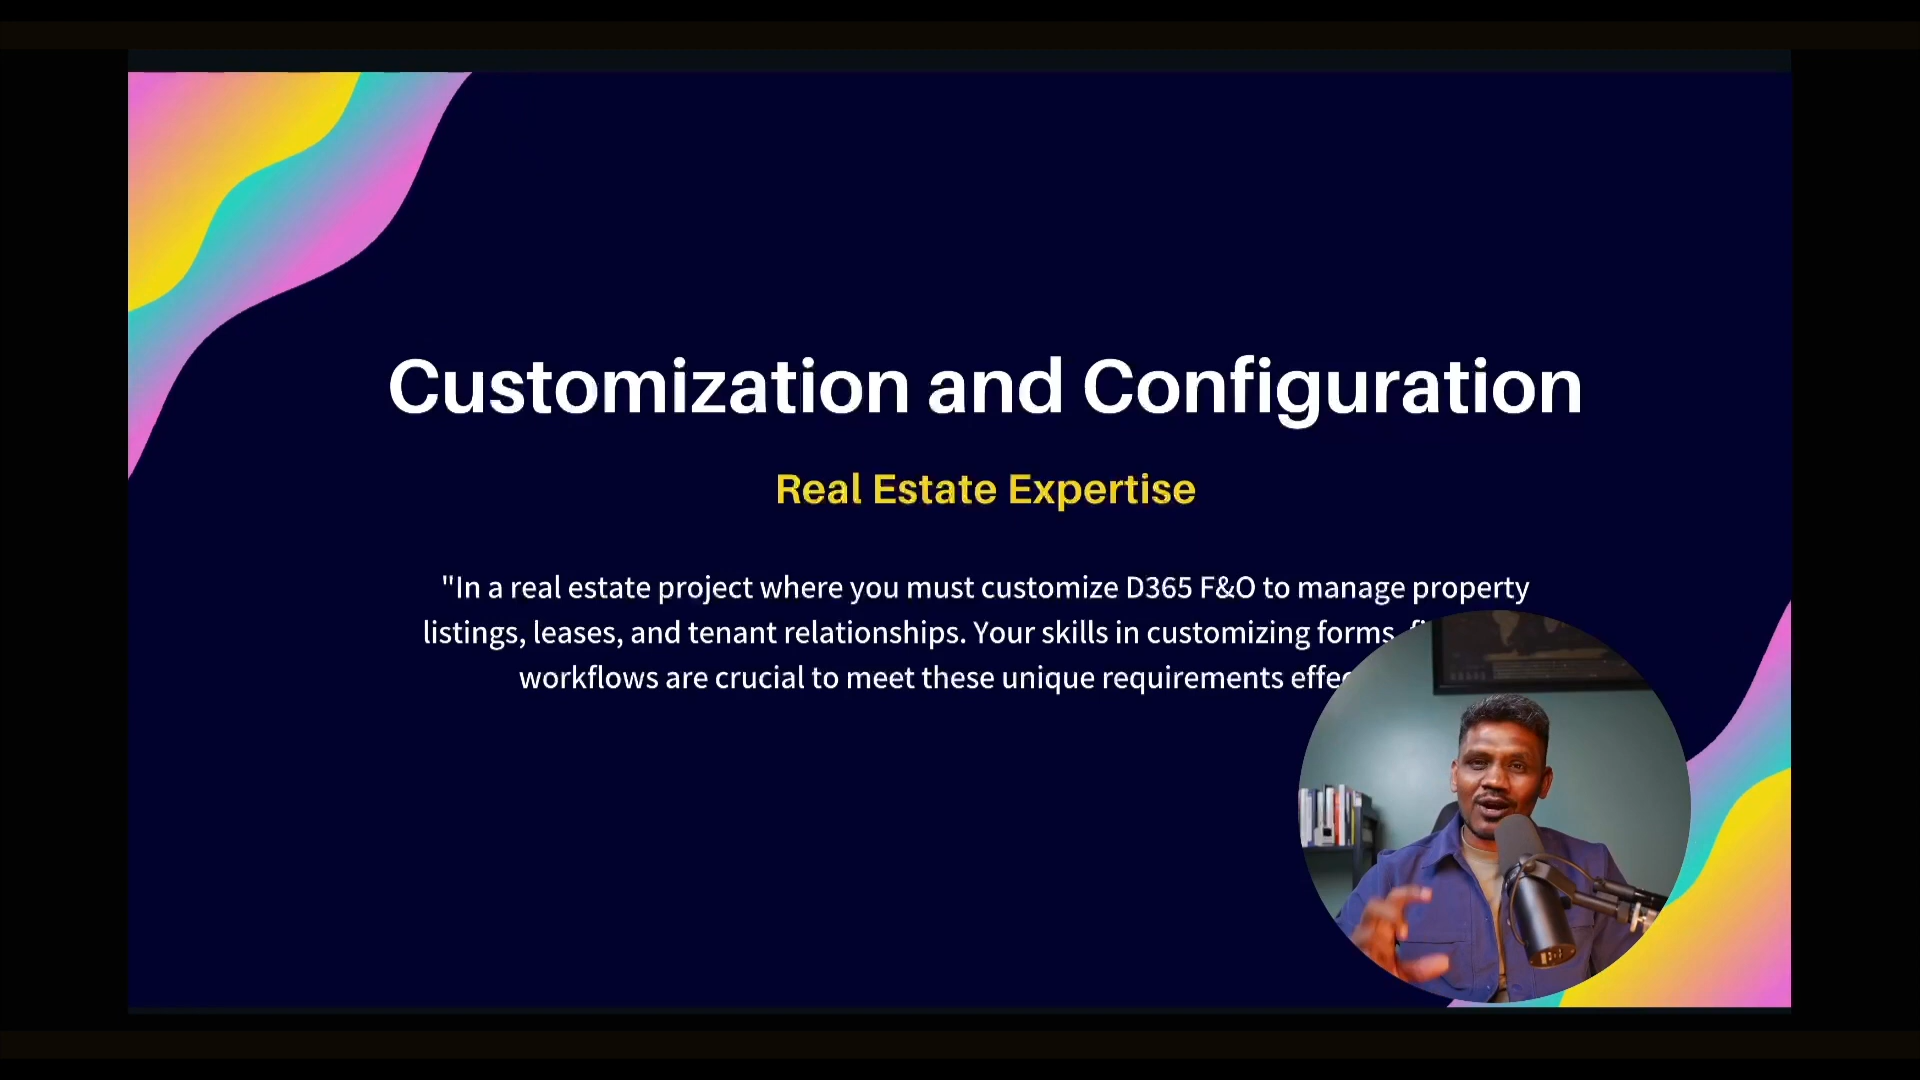 Customization and Configuration
Real Estate Expertise
"In a real estate project where you must customize D365 F&O to manage property
listings, leases, and tenant relationships. Your skills in customizing forms,
workflows are crucial to meet these unique requirements